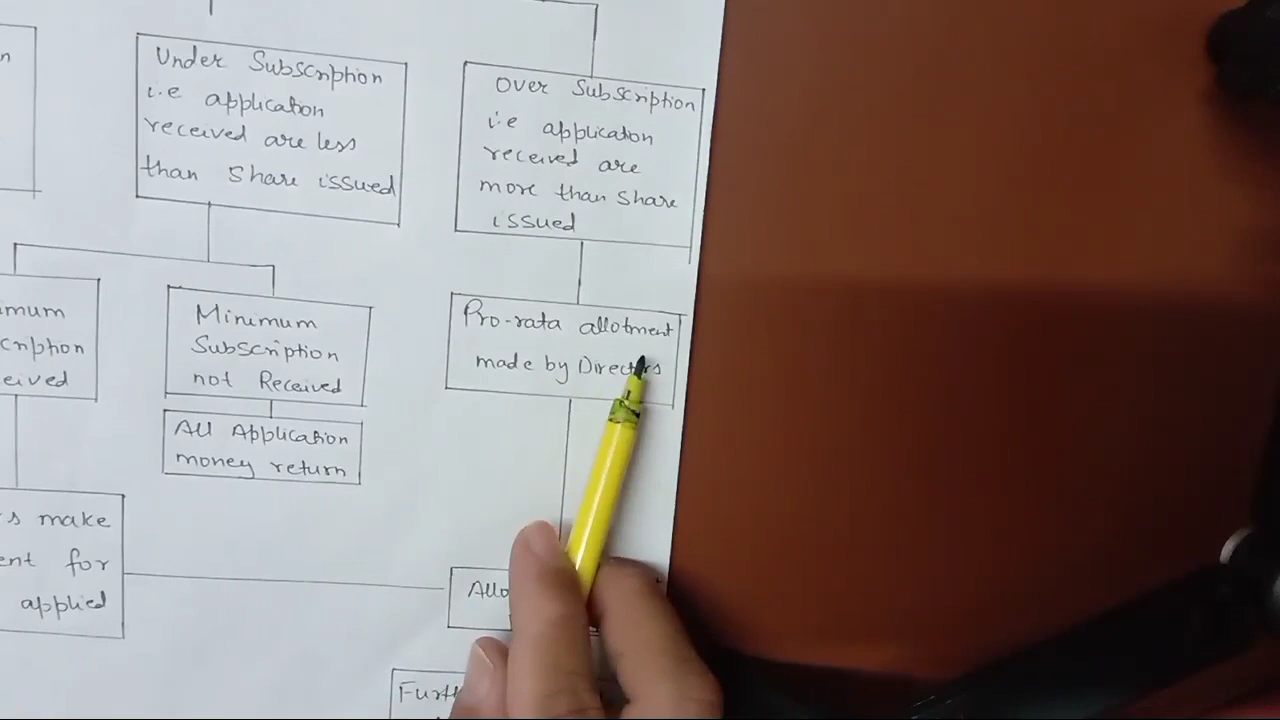 n
Under Subscription
i.e application
received are less
than Share issued
Over Subscription
i.e application
received are
more than Share
issued
mum
cription
eived
Minimum
Subscription
not Received
All Application
money return
Pro-rata allotment
made by Directors
s make
ent for
applied
Allo
Furth